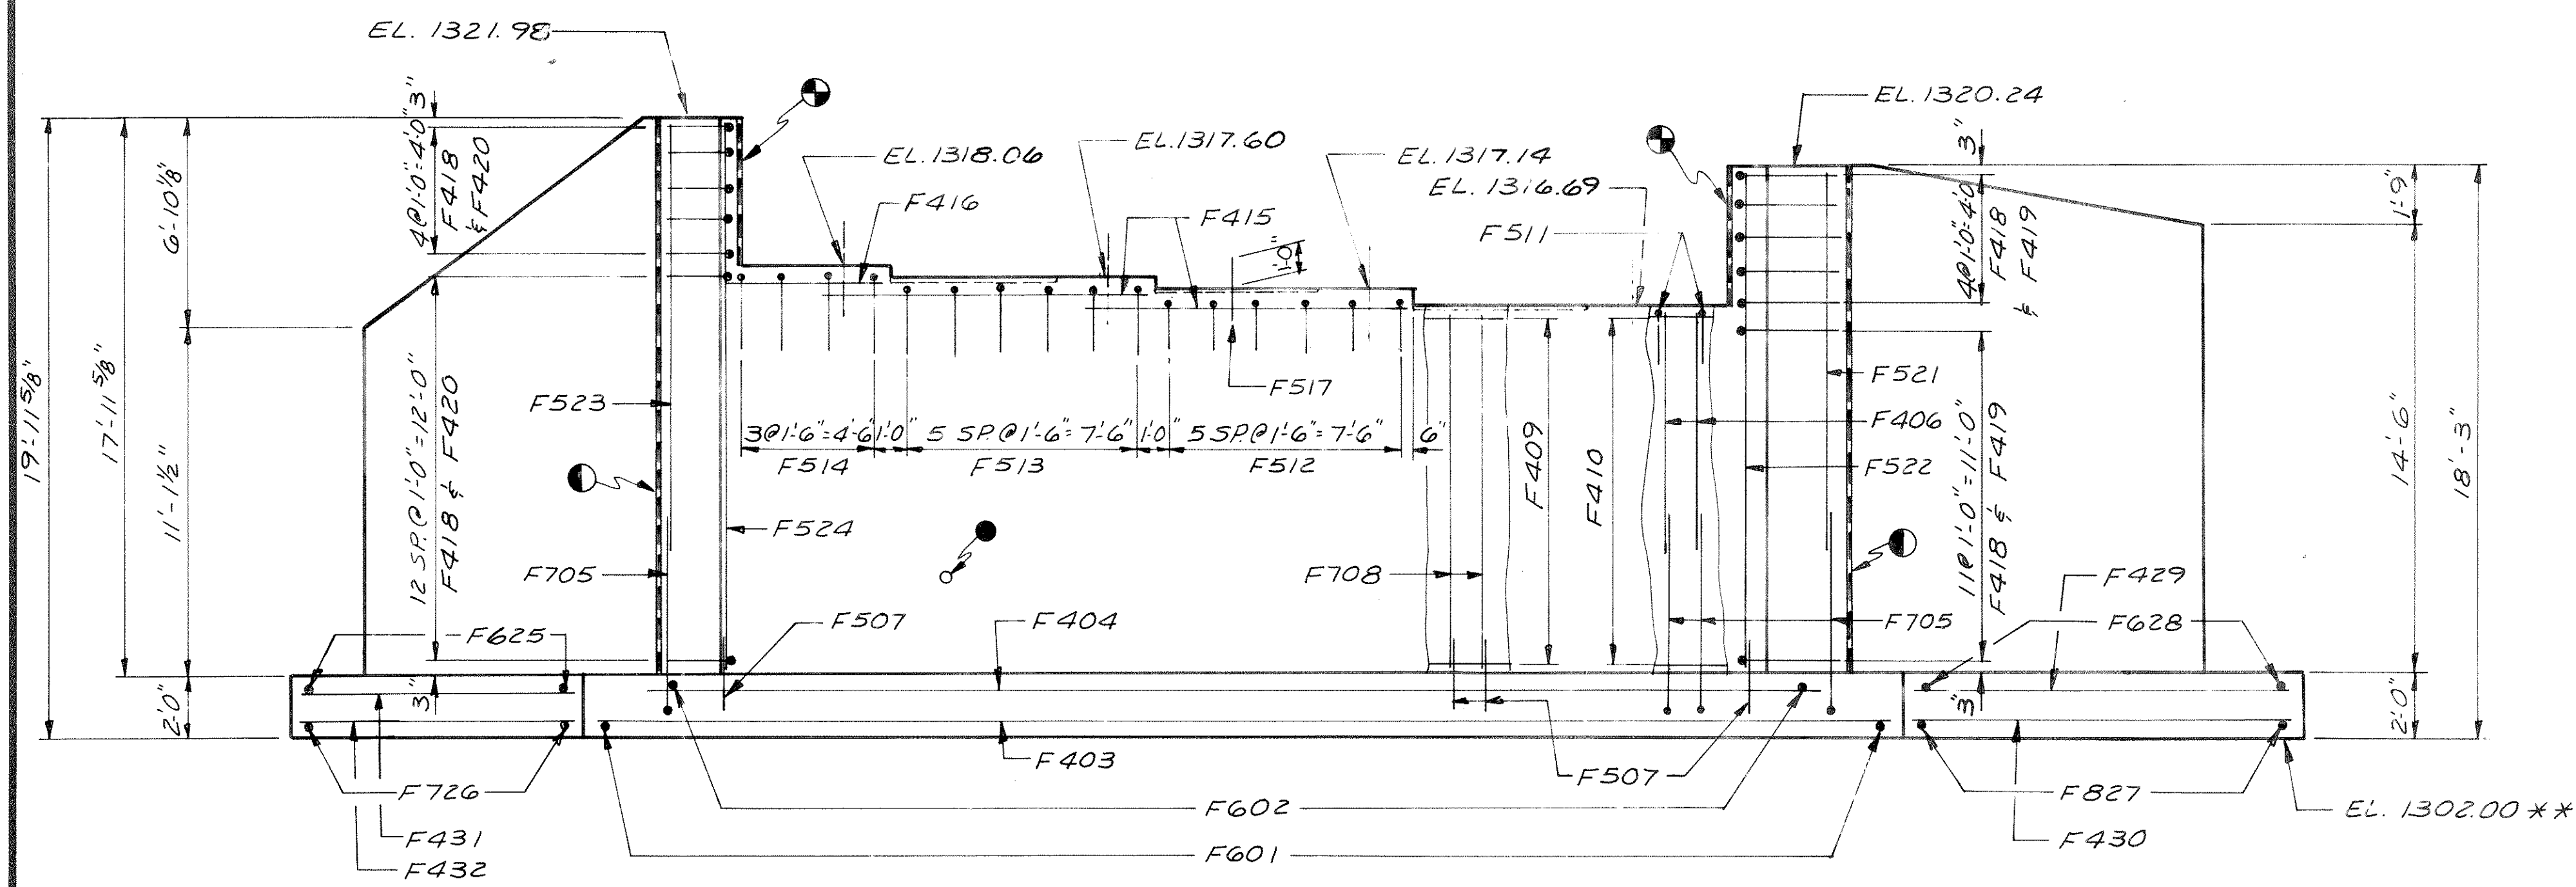 EL. 1321.98
EL. 1320.24
EL. 1318.06
EL. 1317.60
EL. 1317.14
EL. 1316.69
F416
F415
F511
1'-0"
3"
4@1'-0"=4'-0"
F418
& F420
6'-10 1/8"
11'-1 1/2"
17'-11 5/8"
19'-11 5/8"
2'-0"
12 SP. @ 1'-0" = 12'-0"
F418 & F420
3"
F523
F524
F705
F517
3@1'-6"=4'-6"
1'-0"
5 SP. @ 1'-6" = 7'-6"
1'-0"
5 SP. @ 1'-6" = 7'-6"
6"
F514
F513
F512
F409
F410
3"
4@1'-0"=4'-0
F418
& F419
1'-9"
14'-6"
18'-3"
2'-0"
F521
F406
F522
11@1'-0"=11'-0"
F418 & F419
3"
F708
F705
F429
F628
F625
F507
F404
F403
F507
F726
F431
F432
F602
F601
F827
F430
EL. 1302.00 **